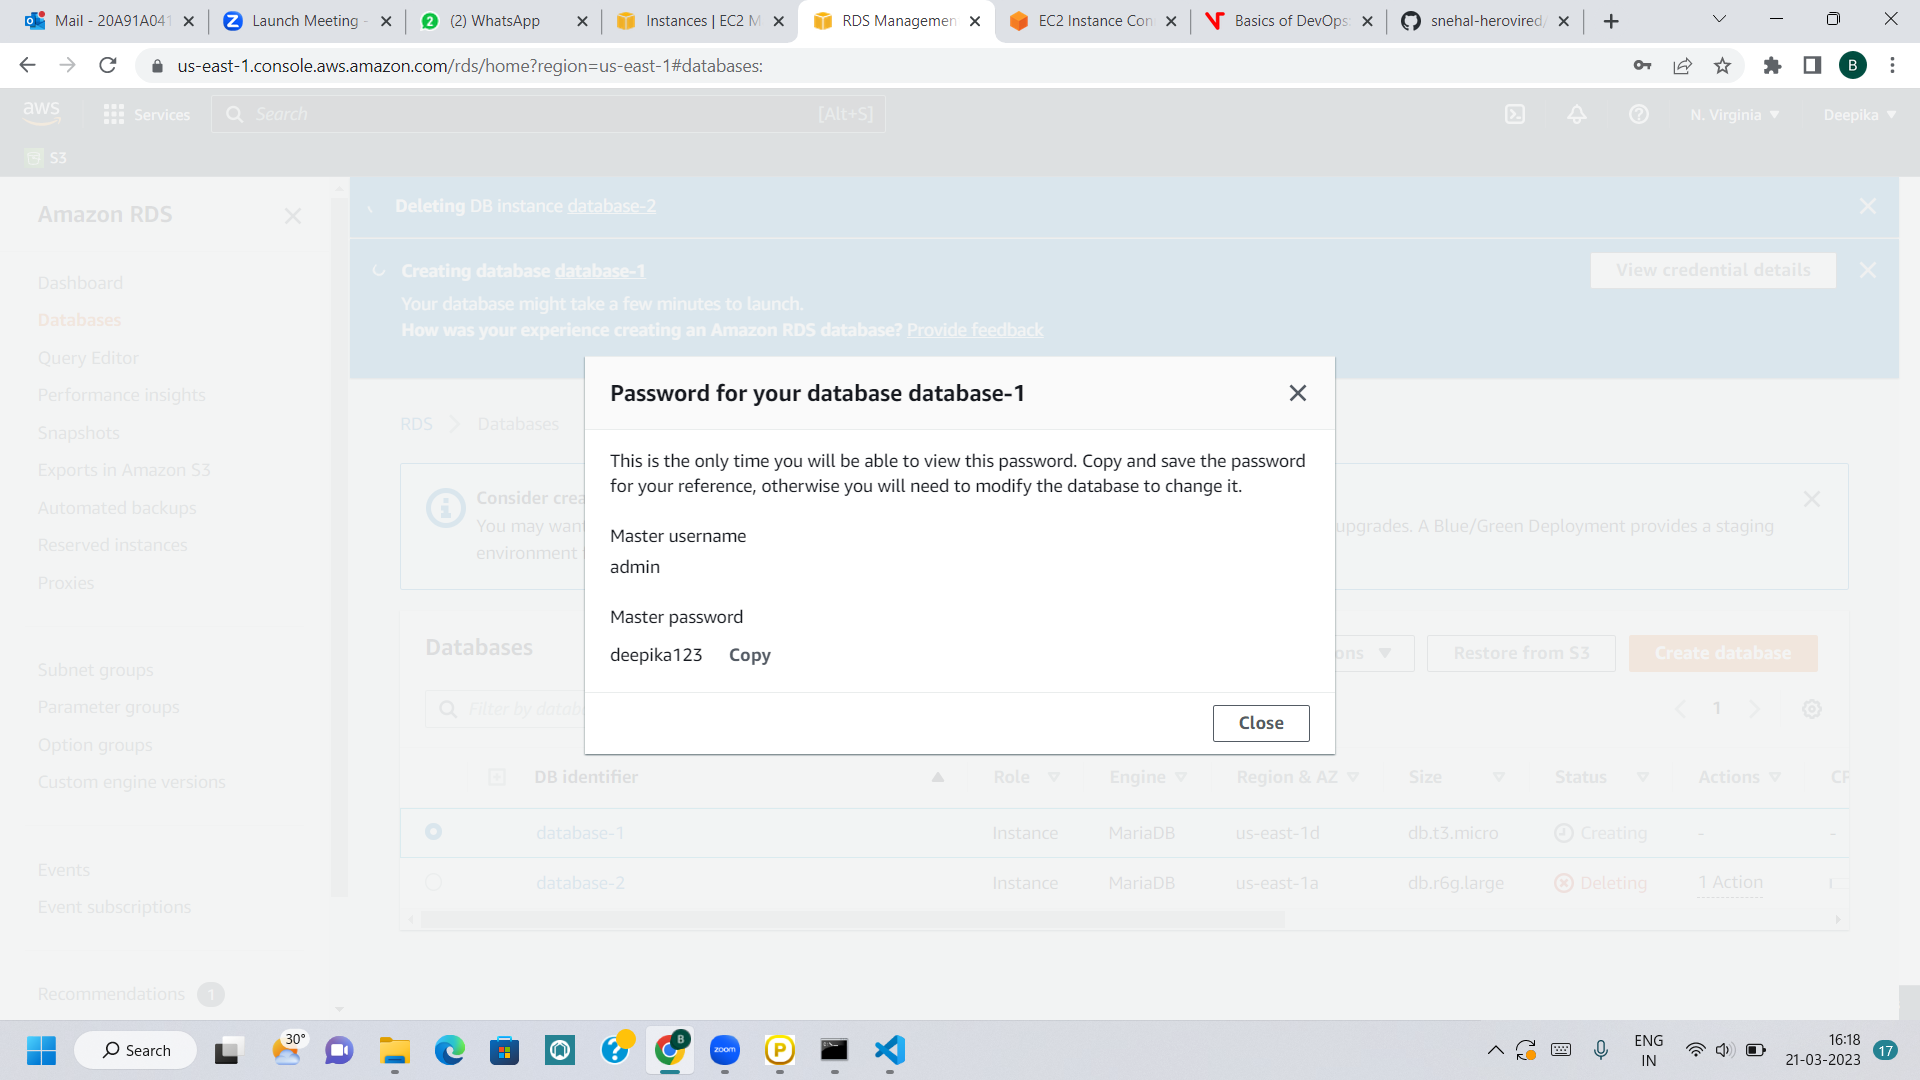 Mail - 20A91A041
Launch Meeting -
(2) WhatsApp
Instances | EC2 M
RDS Managemen
EC2 Instance Con
Basics of DevOps
snehal-herovired/
us-east-1.console.aws.amazon.com/rds/home?region=us-east-1#databases:
B
aws
Services
Search
[Alt+S]
N. Virginia
Deepika
S3
Amazon RDS
Dashboard
Databases
Query Editor
Performance insights
Snapshots
Exports in Amazon S3
Automated backups
Reserved instances
Proxies
Subnet groups
Parameter groups
Option groups
Custom engine versions
Events
Event subscriptions
Recommendations 1
Deleting DB instance database-2
Creating database database-1
View credential details
Your database might take a few minutes to launch.
How was your experience creating an Amazon RDS database? Provide feedback
RDS
Databases
Consider crea
You may want
upgrades. A Blue/Green Deployment provides a staging
environment
Password for your database database-1
This is the only time you will be able to view this password. Copy and save the password
for your reference, otherwise you will need to modify the database to change it.
Master username
admin
Master password
deepika123 Copy
Close
Databases
ons
Restore from S3
Create database
Filter by datab
1
DB identifier Role Engine Region & AZ Size Status Actions CP
database-1 Instance MariaDB us-east-1d db.t3.micro Creating - -
database-2 Instance MariaDB us-east-1a db.r6g.large Deleting 1 Action
Search
30°
B
zoom
ENG
IN
16:18
21-03-2023
17